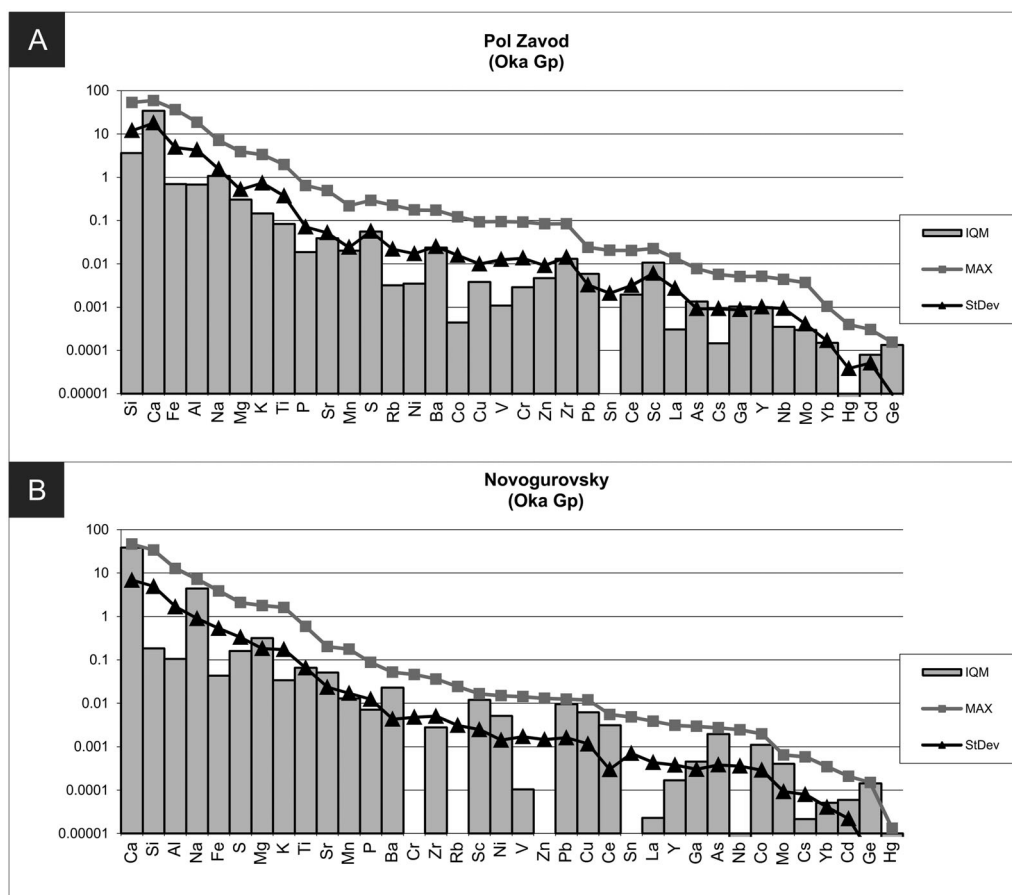 A
Pol Zavod
(Oka Gp)
100
10
1
0.1
0.01
0.001
0.0001
0.00001
Si Ca Fe Al Na Mg K Ti P Sr Mn S Rb Ni Ba Co Cu V Cr Zn Zr Pb Sn Ce Sc La As Cs Ga Y Nb Mo Yb Hg Cd Ge
IQM
MAX
StDev
B
Novogurovsky
(Oka Gp)
100
10
1
0.1
0.01
0.001
0.0001
0.00001
Ca Si Al Na Fe S Mg K Ti Sr Mn P Ba Cr Zr Rb Sc Ni V Zn Pb Cu Ce Sn La Y Ga As Nb Co Mo Cs Yb Cd Ge Hg
IQM
MAX
StDev